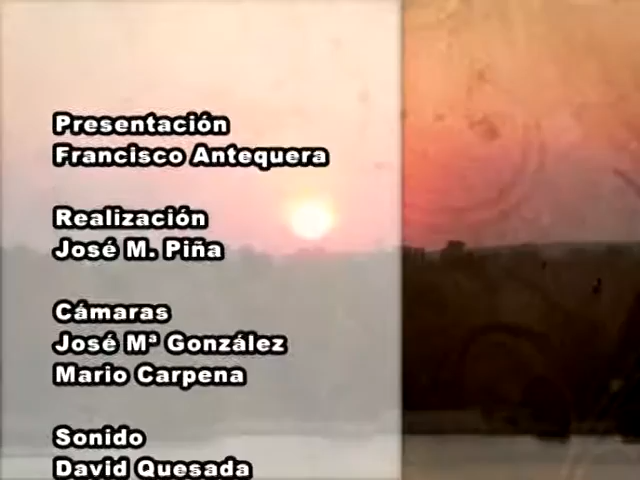 Presentación
Francisco Antequera
Realización
José M. Piña
Cámaras
José Mª González
Mario Carpena
Sonido
David Quesada